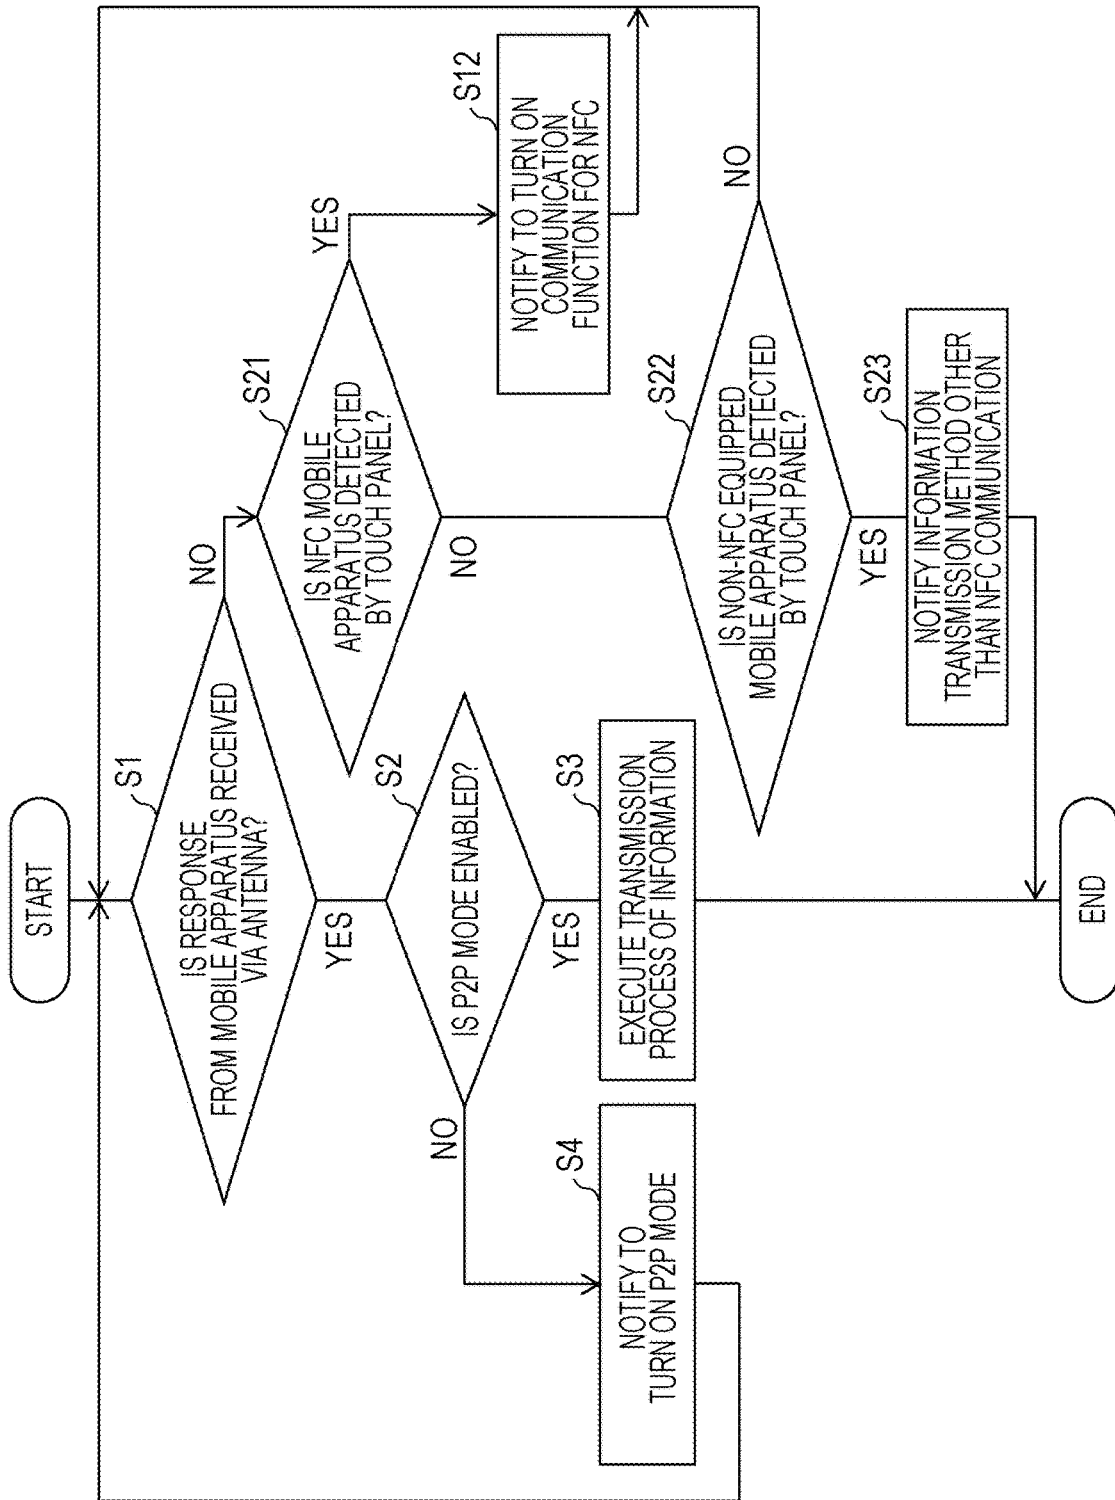 START
S1
IS RESPONSE
FROM MOBILE APPARATUS RECEIVED
VIA ANTENNA?
NO
YES
S21
IS NFC MOBILE
APPARATUS DETECTED
BY TOUCH PANEL?
YES
NO
S12
NOTIFY TO TURN ON
COMMUNICATION
FUNCTION FOR NFC
S2
IS P2P MODE ENABLED?
NO
YES
S4
NOTIFY TO
TURN ON P2P MODE
S3
EXECUTE TRANSMISSION
PROCESS OF INFORMATION
S22
IS NON-NFC EQUIPPED
MOBILE APPARATUS DETECTED
BY TOUCH PANEL?
NO
YES
S23
NOTIFY INFORMATION
TRANSMISSION METHOD OTHER
THAN NFC COMMUNICATION
END